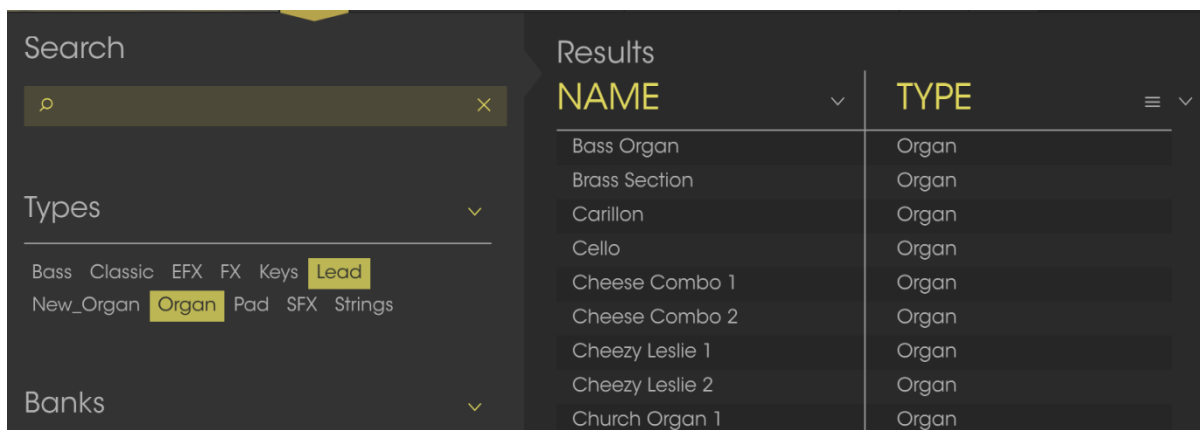 Search
Types
Bass Classic EFX FX Keys Lead
New_Organ Organ Pad SFX Strings
Banks
Results
NAME TYPE
Bass Organ Organ
Brass Section Organ
Carillon Organ
Cello Organ
Cheese Combo 1 Organ
Cheese Combo 2 Organ
Cheezy Leslie 1 Organ
Cheezy Leslie 2 Organ
Church Organ 1 Organ